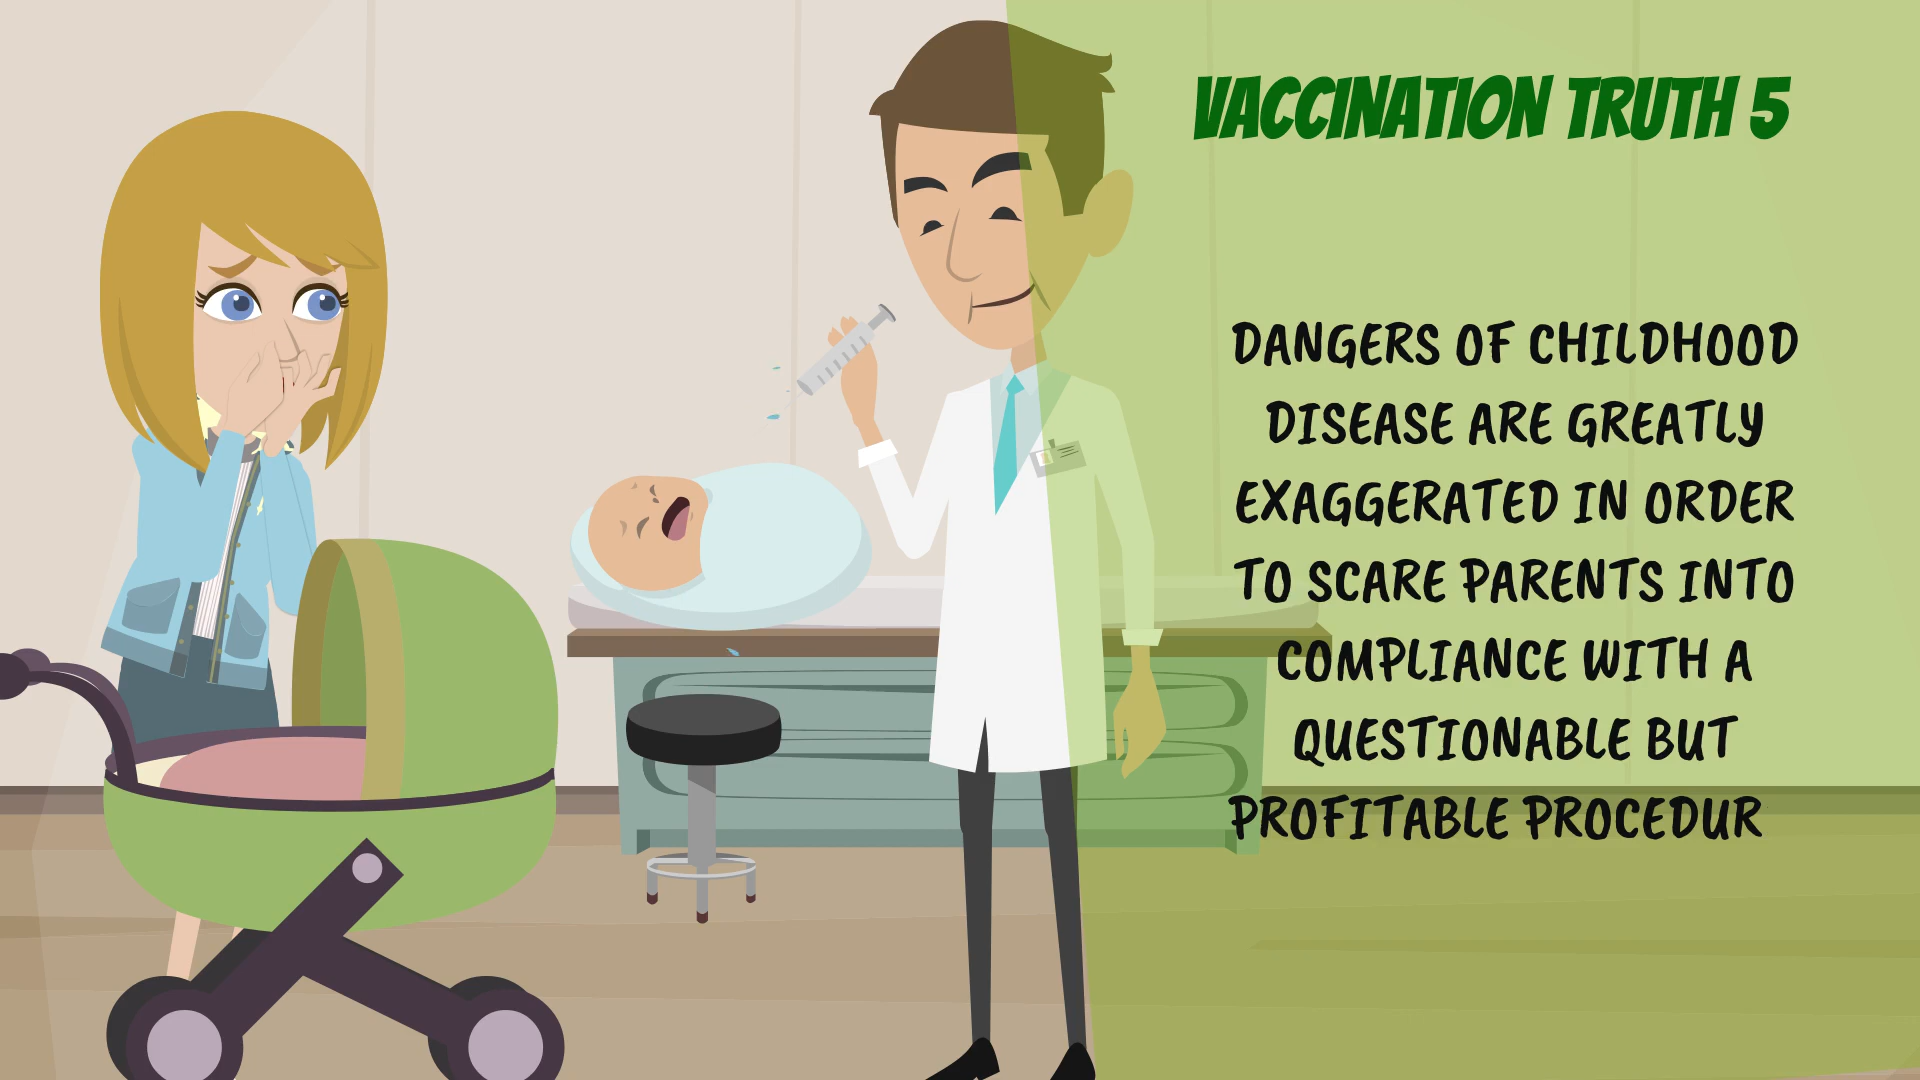 VACCINATION TRUTH 5
DANGERS OF CHILDHOOD
DISEASE ARE GREATLY
EXAGGERATED IN ORDER
TO SCARE PARENTS INTO
COMPLIANCE WITH A
QUESTIONABLE BUT
PROFITABLE PROCEDUR